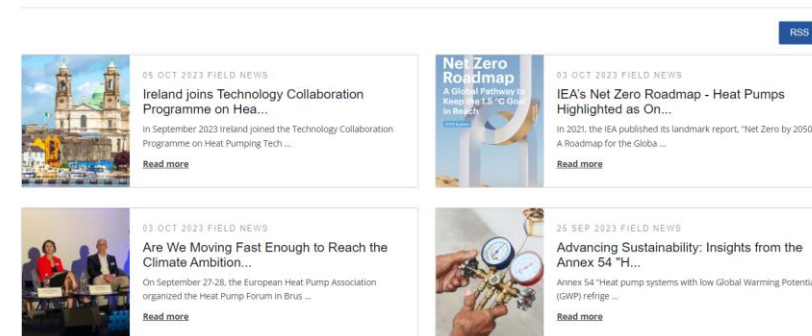 RSS
05 OCT 2023 FIELD NEWS
Ireland joins Technology Collaboration
Programme on Hea...
In September 2023 Ireland joined the Technology Collaboration
Programme on Heat Pumping Tech ...
Read more
Net Zero
Roadmap
A Global Pathway to
Keep the 1.5 °C Goal
in Reach
03 OCT 2023 FIELD NEWS
IEA's Net Zero Roadmap - Heat Pumps
Highlighted as On...
In 2021, the IEA published its landmark report, "Net Zero by 2050
A Roadmap for the Globa ...
Read more
03 OCT 2023 FIELD NEWS
Are We Moving Fast Enough to Reach the
Climate Ambition...
On September 27-28, the European Heat Pump Association
organized the Heat Pump Forum in Brus ...
Read more
25 SEP 2023 FIELD NEWS
Advancing Sustainability: Insights from the
Annex 54 "H...
Annex 54 "Heat pump systems with low Global Warming Potentia
(GWP) refrige ...
Read more